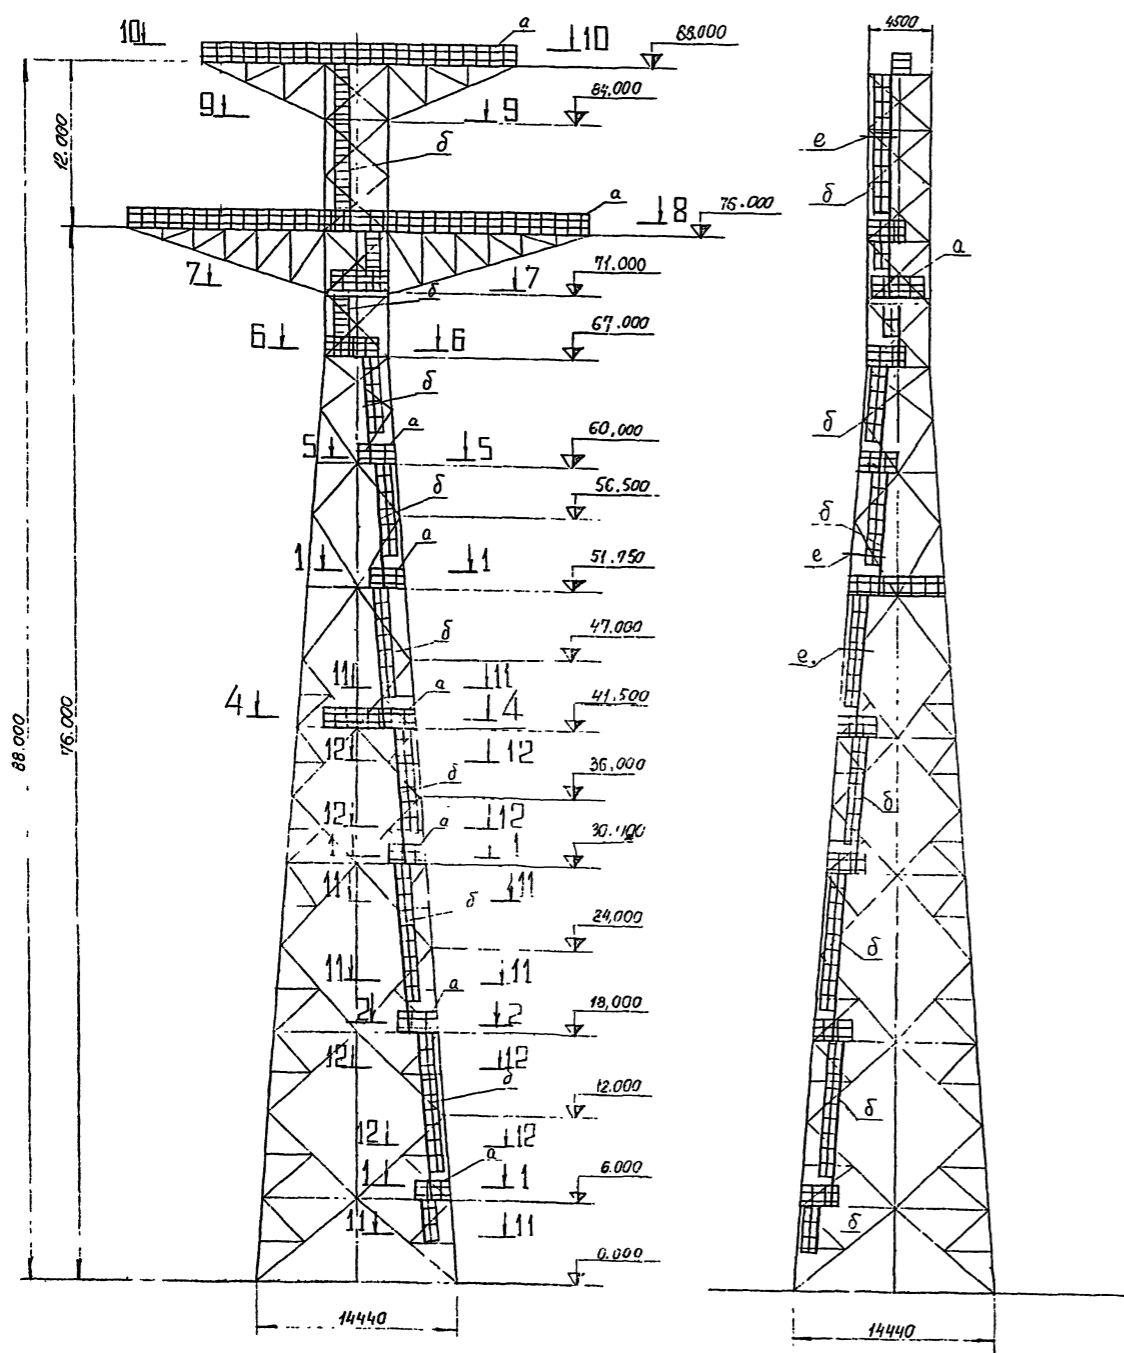 10 а 10 88.000 4500
9 9 84,000
12.000 б е
б
а 8 76.000
7 7 71.000 а
б
6 6 67.000
б
5 а 5 60,000 б
б 56.500 б
1 а 1 51.750 е
б 47.000 е.
11 11
4 а 4 41.500
88.000 76.000
12 12
б 36,000 б
12 12
а
1 1
11 11
б 24,000 б
11 11
2 а 2 18,000
12 12
б 12.000 б
12 12
1 а 1 6.000
11 11 б
0.000
14440 14440